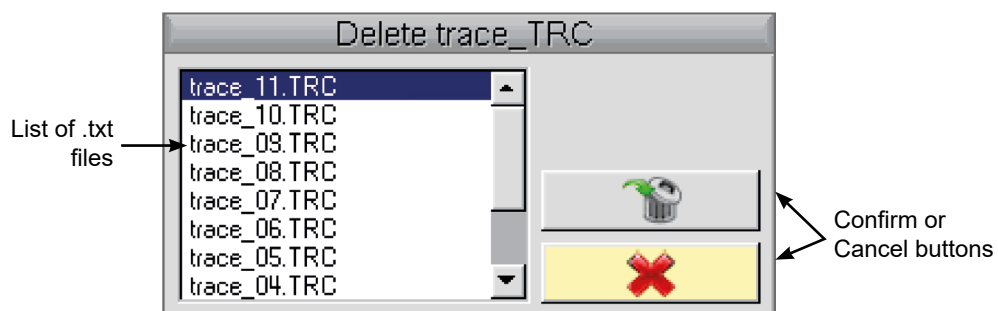 Delete trace_TRC
trace_11.TRC
trace_10.TRC
trace_09.TRC
trace_08.TRC
trace_07.TRC
trace_06.TRC
trace_05.TRC
trace_04.TRC
List of .txt
files
Confirm or
Cancel buttons